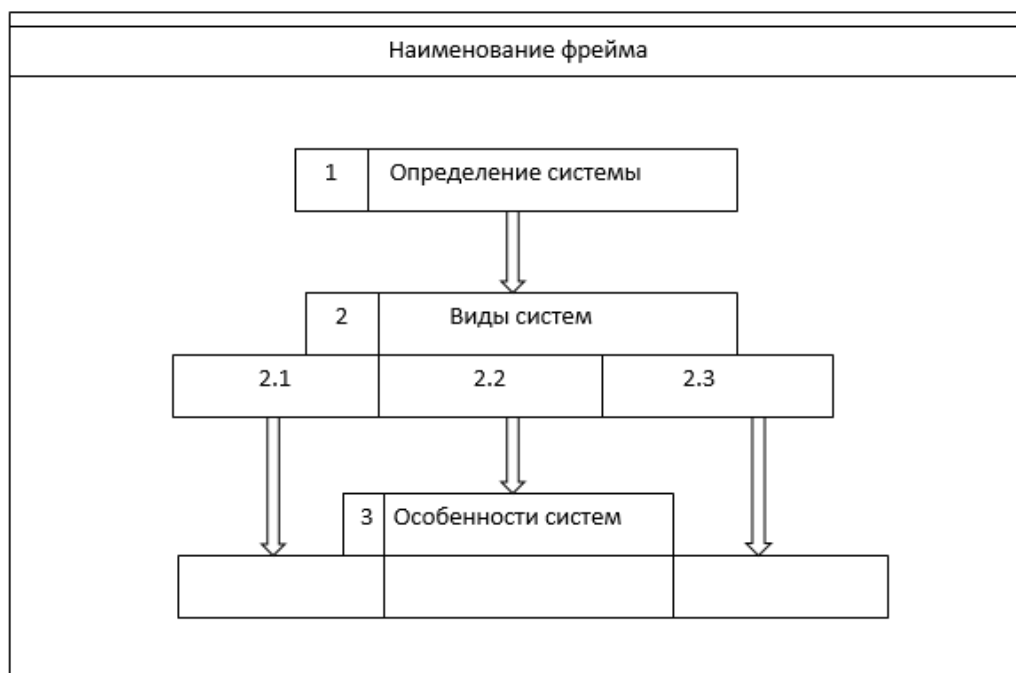 Наименование фрейма
1 Определение системы
2 Виды систем
2.1 2.2 2.3
3 Особенности систем